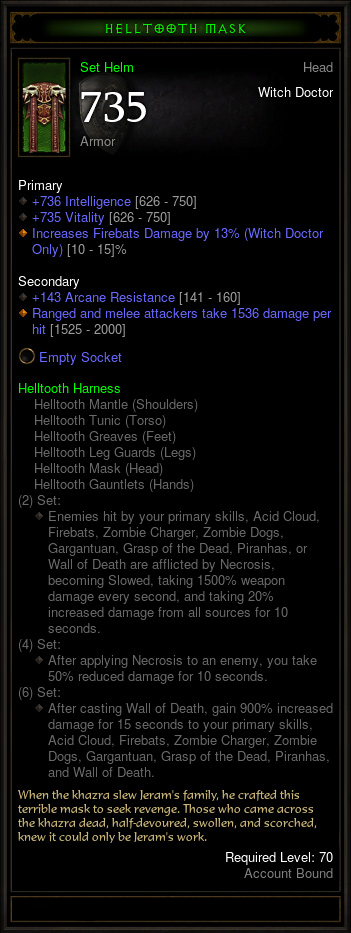 HELLTOOTH MASK
Set Helm
Head
735
Witch Doctor
Armor
Primary
+736 Intelligence [626 - 750]
+735 Vitality [626 - 750]
Increases Firebats Damage by 13% (Witch Doctor
Only) [10 - 15]%
Secondary
+143 Arcane Resistance [141 - 160]
Ranged and melee attackers take 1536 damage per
hit [1525 - 2000]
Empty Socket
Helltooth Harness
Helltooth Mantle (Shoulders)
Helltooth Tunic (Torso)
Helltooth Greaves (Feet)
Helltooth Leg Guards (Legs)
Helltooth Mask (Head)
Helltooth Gauntlets (Hands)
(2) Set:
Enemies hit by your primary skills, Acid Cloud,
Firebats, Zombie Charger, Zombie Dogs,
Gargantuan, Grasp of the Dead, Piranhas, or
Wall of Death are afflicted by Necrosis,
becoming Slowed, taking 1500% weapon
damage every second, and taking 20%
increased damage from all sources for 10
seconds.
(4) Set:
After applying Necrosis to an enemy, you take
50% reduced damage for 10 seconds.
(6) Set:
After casting Wall of Death, gain 900% increased
damage for 15 seconds to your primary skills,
Acid Cloud, Firebats, Zombie Charger, Zombie
Dogs, Gargantuan, Grasp of the Dead, Piranhas,
and Wall of Death.
When the khazra slew Jeram's family, he crafted this
terrible mask to seek revenge. Those who came across
the khazra dead, half-devoured, swollen, and scorched,
knew it could only be Jeram's work.
Required Level: 70
Account Bound